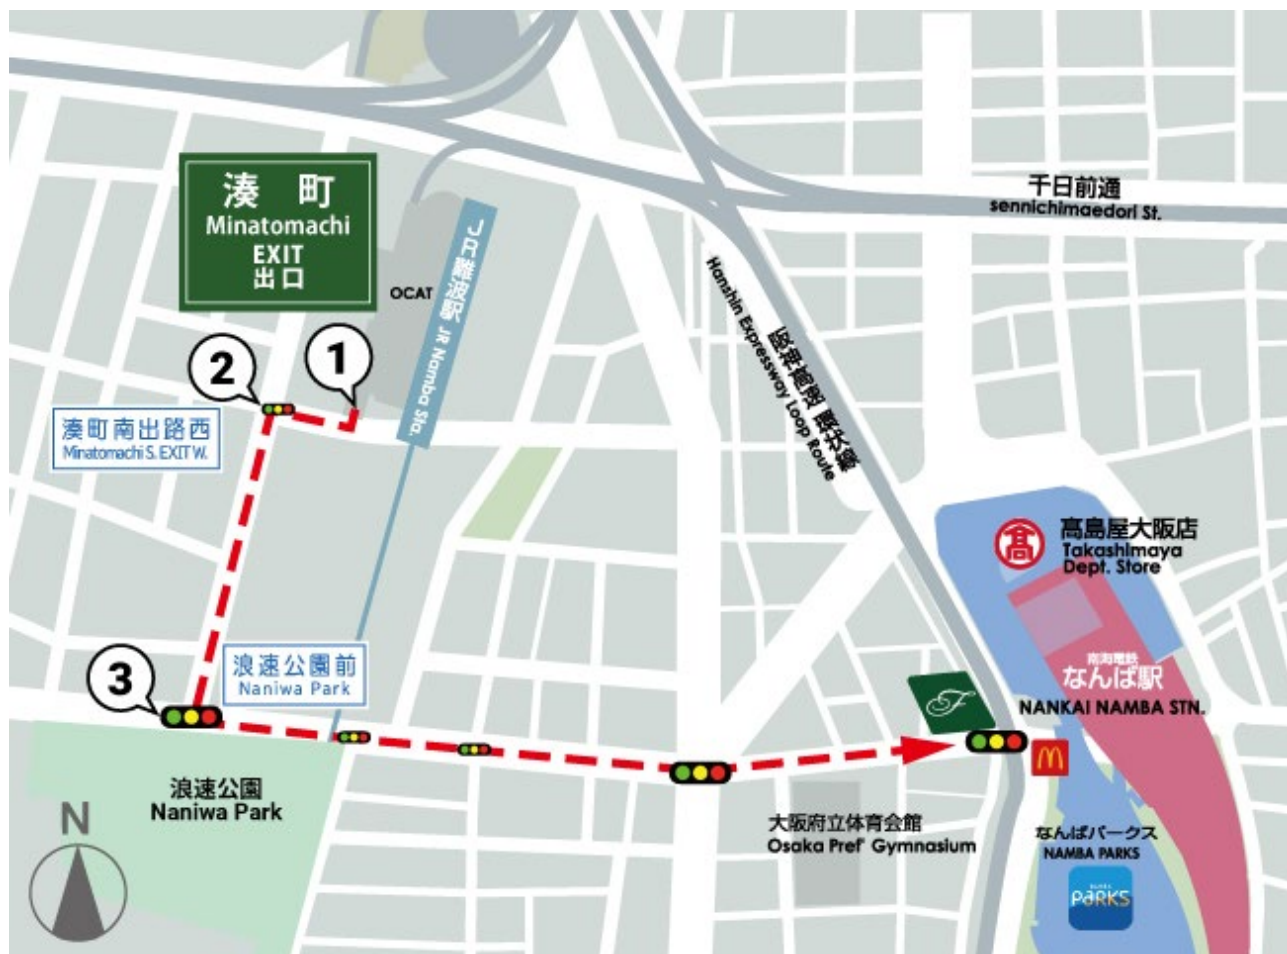 湊 町
Minatomachi
EXIT
出口
千日前通
sennichimaedori St.
JR難波駅 JR Namba Sta.
OCAT
阪神高速 環状線
Hanshin Expressway Loop Route
1
2
湊町南出路西
Minatomachi S. EXIT W.
髙
髙島屋大阪店
Takashimaya
Dept. Store
3
浪速公園前
Naniwa Park
南海電鉄
なんば駅
NANKAI NAMBA STN.
浪速公園
Naniwa Park
N
大阪府立体育会館
Osaka Pref' Gymnasium
なんばパークス
NAMBA PARKS
PARKS